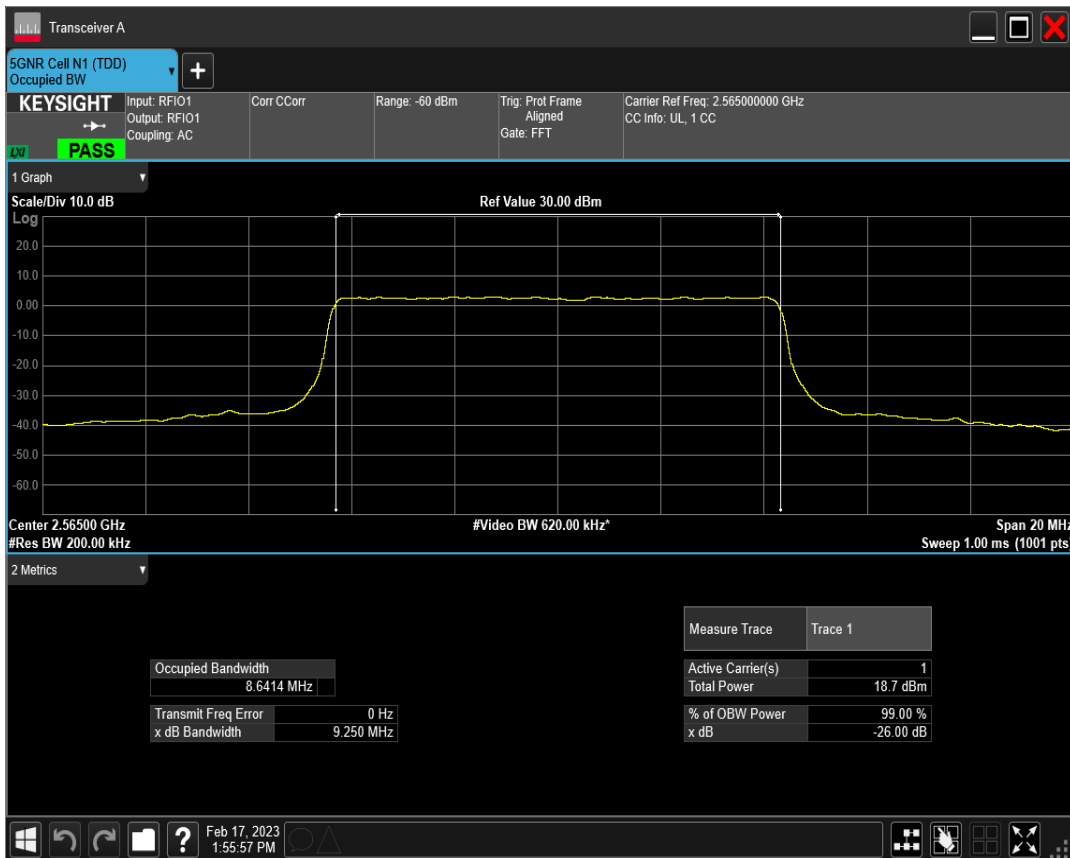 Transceiver A
5GNR Cell N1 (TDD)
Occupied BW
KEYSIGHT
LXI
PASS
Input: RFIO1
Output: RFIO1
Coupling: AC
Corr CCorr
Range: -60 dBm
Trig: Prot Frame
Aligned
Gate: FFT
Carrier Ref Freq: 2.565000000 GHz
CC Info: UL, 1 CC
1 Graph
Scale/Div 10.0 dB
Ref Value 30.00 dBm
Log
20.0
10.0
0.00
-10.0
-20.0
-30.0
-40.0
-50.0
-60.0
Center 2.56500 GHz
#Video BW 620.00 kHz*
Span 20 MHz
#Res BW 200.00 kHz
Sweep 1.00 ms (1001 pts)
2 Metrics
Measure Trace Trace 1
Occupied Bandwidth
8.6414 MHz
Active Carrier(s) 1
Total Power 18.7 dBm
Transmit Freq Error 0 Hz
x dB Bandwidth 9.250 MHz
% of OBW Power 99.00 %
x dB -26.00 dB
?
Feb 17, 2023
1:55:57 PM